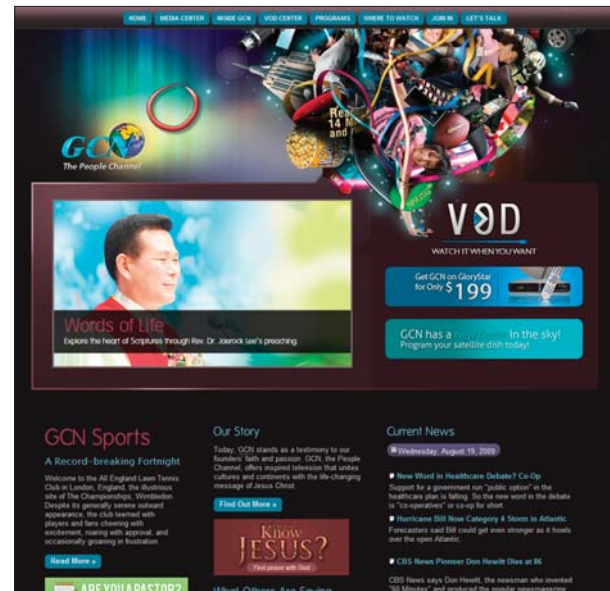 HOME MEDIA CENTER INSIDE GCN VOD CENTER PROGRAMS WHERE TO WATCH JOIN IN LET'S TALK
GCN
The People Channel
VOD
WATCH IT WHEN YOU WANT
Get GCN on GloryStar
for Only $199
GCN has a in the sky!
Program your satellite dish today!
Words of Life
Explore the heart of Scriptures through Rev. Dr. Jaerock Lee's preaching.
GCN Sports
A Record-breaking Fortnight
Welcome to the All England Lawn Tennis
Club in London, England, the illustrious
site of The Championships, Wimbledon.
Despite its generally serene outward
appearance, the club teemed with
players and fans cheering with
excitement, roaring with approval, and
occasionally groaning in frustration.
Read More »
ARE YOU A PASTOR?
Our Story
Today, GCN stands as a testimony to our
founders' faith and passion. GCN, the People
Channel, offers inspired television that unites
cultures and continents with the life-changing
message of Jesus Christ.
Find Out More »
Know
JESUS?
Find peace with God
What Others Are Saying
Current News
Wednesday, August 19, 2009
New Word in Healthcare Debate? Co-Op
Support for a government run "public option" in the
healthcare plan is falling. So the new word in the debate
is "co-operatives" or co-op for short.
Hurricane Bill Now Category 4 Storm in Atlantic
Forecasters said Bill could get even stronger as it howls
over the open Atlantic.
CBS News Pioneer Don Hewitt Dies at 86
CBS News says Don Hewitt, the newsman who invented
"60 Minutes" and produced the popular newsmagazine